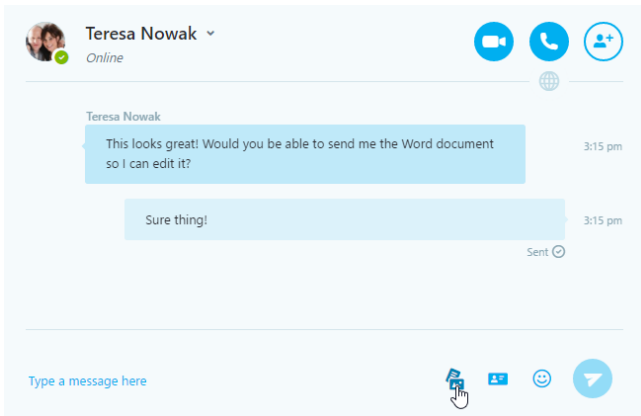 Teresa Nowak
Online
Teresa Nowak
This looks great! Would you be able to send me the Word document
so I can edit it?
3:15 pm
Sure thing!
3:15 pm
Sent
Type a message here